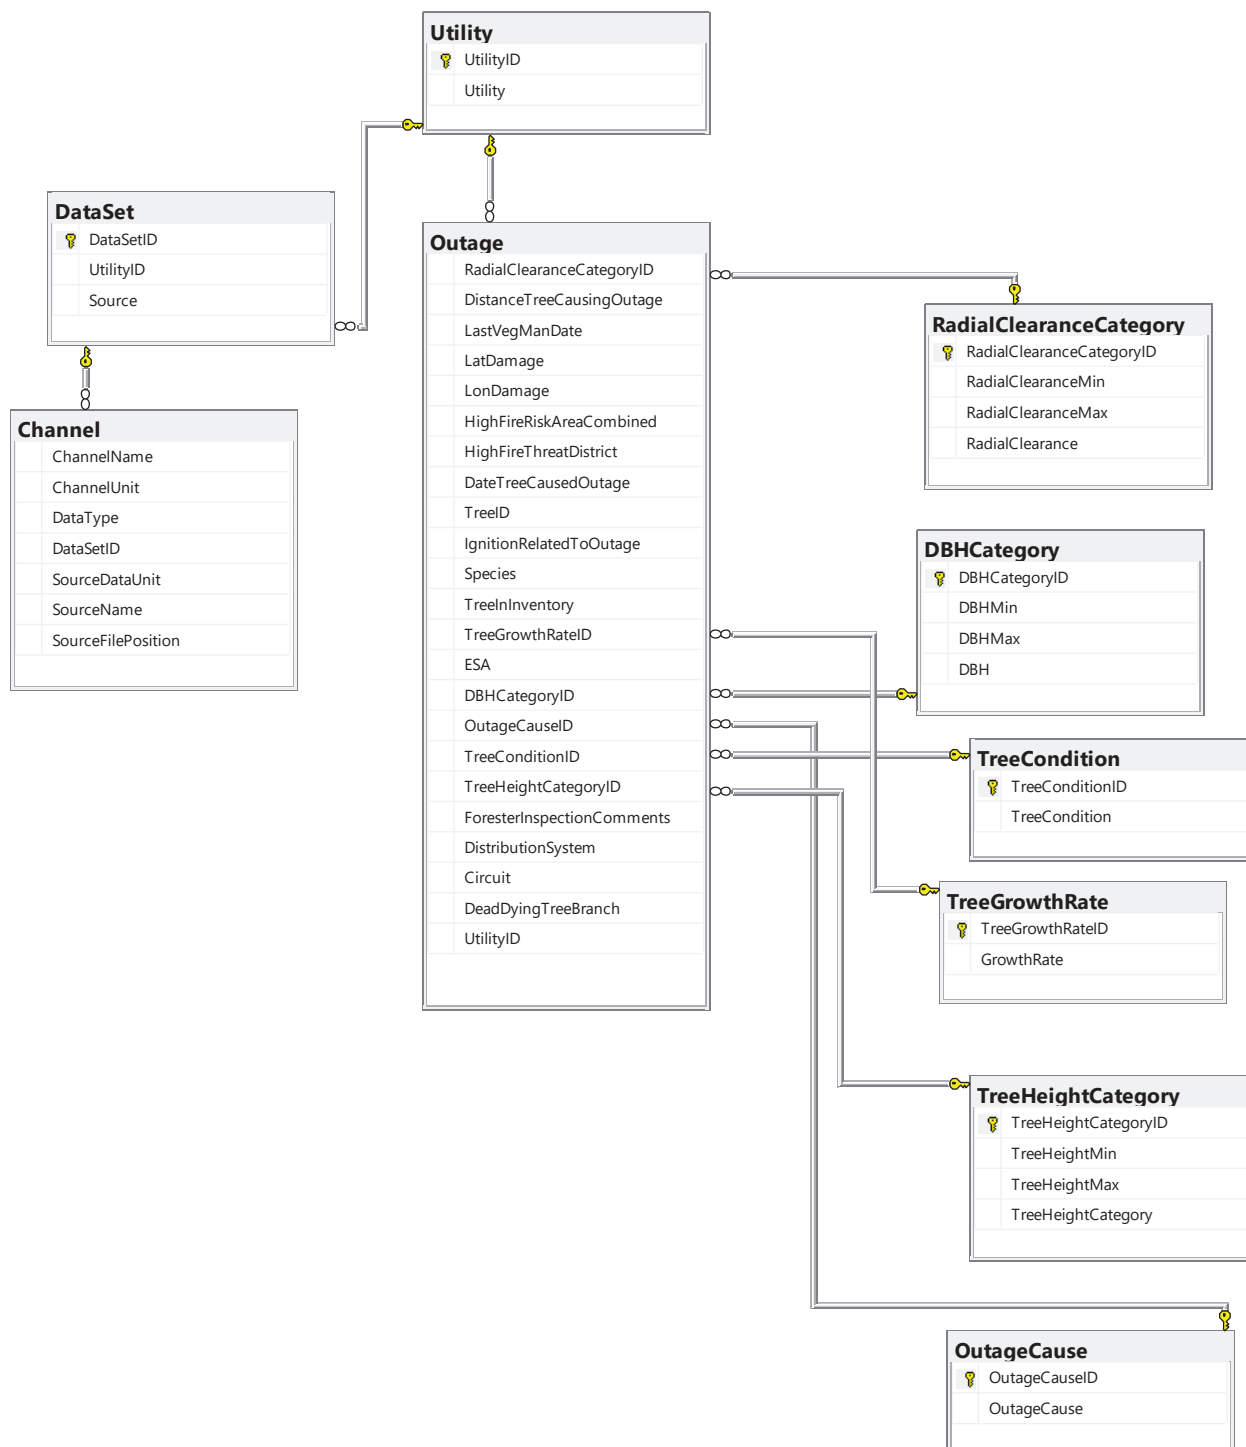 Utility
UtilityID
Utility
DataSet
DataSetID
UtilityID
Source
Channel
ChannelName
ChannelUnit
DataType
DataSetID
SourceDataUnit
SourceName
SourceFilePosition
Outage
RadialClearanceCategoryID
DistanceTreeCausingOutage
LastVegManDate
LatDamage
LonDamage
HighFireRiskAreaCombined
HighFireThreatDistrict
DateTreeCausedOutage
TreeID
IgnitionRelatedToOutage
Species
TreeInInventory
TreeGrowthRateID
ESA
DBHCategoryID
OutageCauseID
TreeConditionID
TreeHeightCategoryID
ForesterInspectionComments
DistributionSystem
Circuit
DeadDyingTreeBranch
UtilityID
RadialClearanceCategory
RadialClearanceCategoryID
RadialClearanceMin
RadialClearanceMax
RadialClearance
DBHCategory
DBHCategoryID
DBHMin
DBHMax
DBH
TreeCondition
TreeConditionID
TreeCondition
TreeGrowthRate
TreeGrowthRateID
GrowthRate
TreeHeightCategory
TreeHeightCategoryID
TreeHeightMin
TreeHeightMax
TreeHeightCategory
OutageCause
OutageCauseID
OutageCause